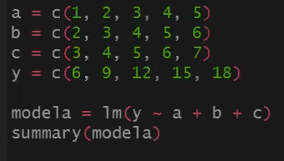 a = c(1, 2, 3, 4, 5)
b = c(2, 3, 4, 5, 6)
c = c(3, 4, 5, 6, 7)
y = c(6, 9, 12, 15, 18)
modela = lm(y ~ a + b + c)
summary(modela)